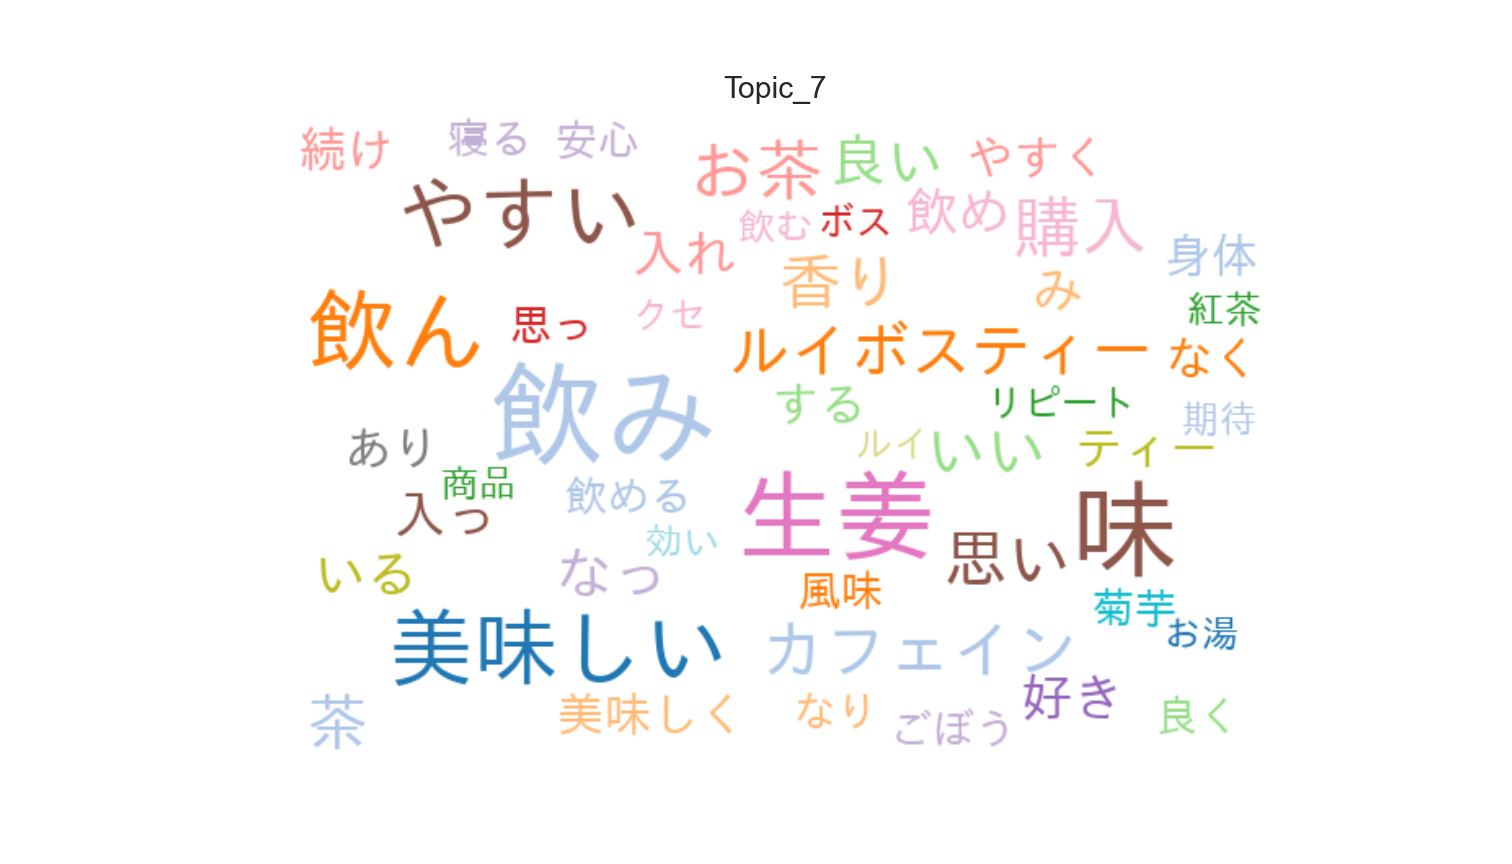 Topic_7
続け
寝る
安心
お茶
良い
やすく
やすい
飲む
ボス
飲め
購入
入れ
身体
香り
み
紅茶
飲ん
思っ
クセ
ルイボスティー
なく
飲み
する
リピート
期待
あり
ルイ
いい
ティー
商品
飲める
生姜
味
入っ
効い
思い
いる
なっ
風味
菊芋
お湯
美味しい
カフェイン
好き
茶
美味しく
なり
ごぼう
良く